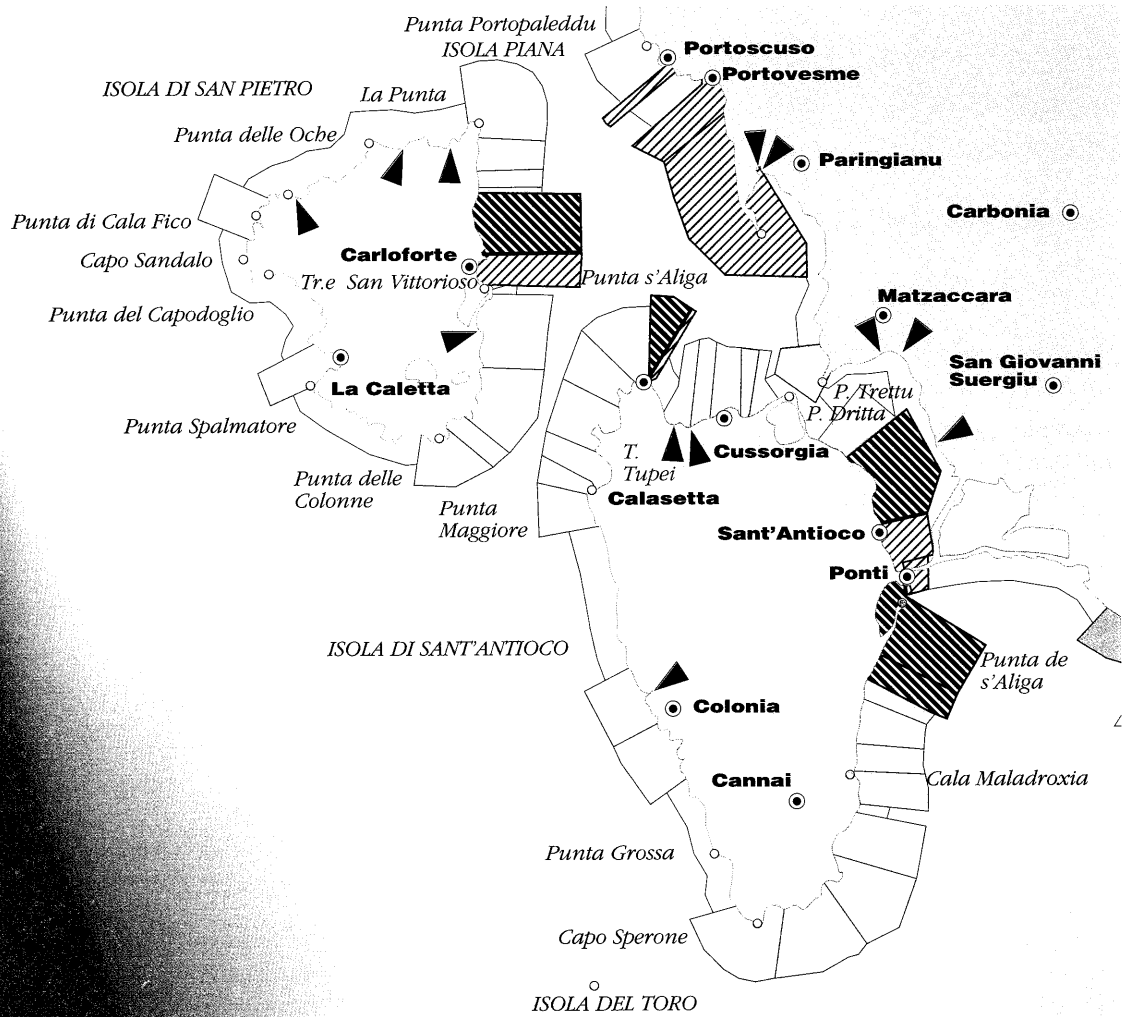 Punta Portopaleddu
ISOLA PIANA
Portoscuso
Portovesme
ISOLA DI SAN PIETRO
La Punta
Punta delle Oche
Paringianu
Punta di Cala Fico
Carbonia
Carloforte
Capo Sandalo
Tr.e San Vittorioso
Punta s'Aliga
Matzaccara
Punta del Capodoglio
San Giovanni
Suergiu
La Caletta
P. Trettu
P. Dritta
Punta Spalmatore
T.
Tupei
Cussorgia
Punta delle
Colonne
Calasetta
Punta
Maggiore
Sant'Antioco
Ponti
ISOLA DI SANT'ANTIOCO
Punta de
s'Aliga
Colonia
Cannai
Cala Maladroxia
Punta Grossa
Capo Sperone
ISOLA DEL TORO